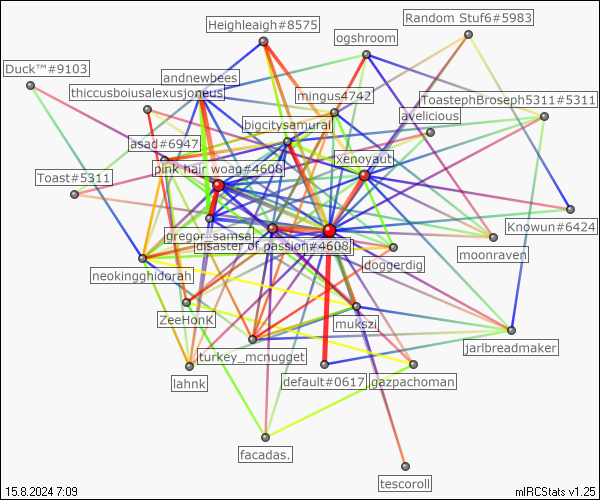 Heighleaigh#8575
Random Stuf6#5983
ogshroom
Duck™#9103
andnewbees
thiccusboiusalexusjoneus
mingus4742
ToastephBroseph5311#5311
avelicious
bigcitysamurai
asad#6947
xenoyaut
pink hair woag#4608
Toast#5311
Knowun#6424
gregor_samsa
disaster of passion#4608
moonraven
doggerdig
neokingghidorah
ZeeHonK
mukszi
jarlbreadmaker
turkey_mcnugget
lahnk
default#0617
gazpachoman
facadas.
tescoroll
15.8.2024 7:09
mIRCStats v1.25